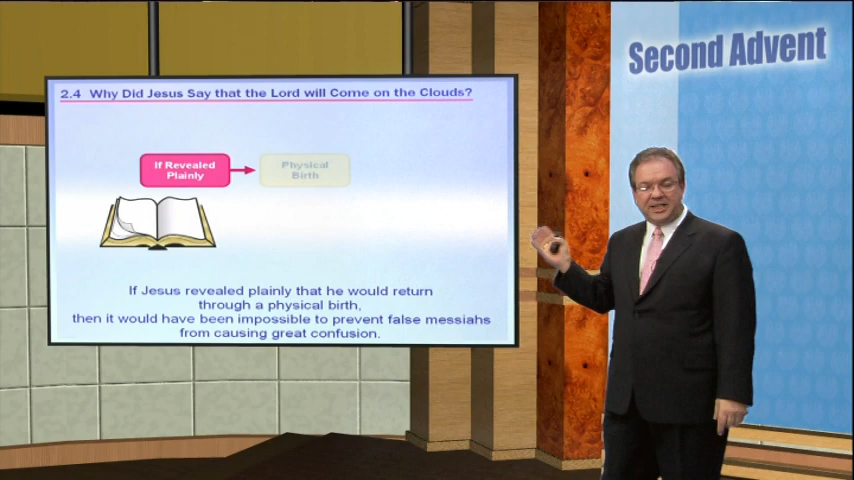 Second Advent
2.4 Why Did Jesus Say that the Lord will Come on the Clouds?
If Revealed
Plainly
Physical
Birth
If Jesus revealed plainly that he would return
through a physical birth,
then it would have been impossible to prevent false messiahs
from causing great confusion.